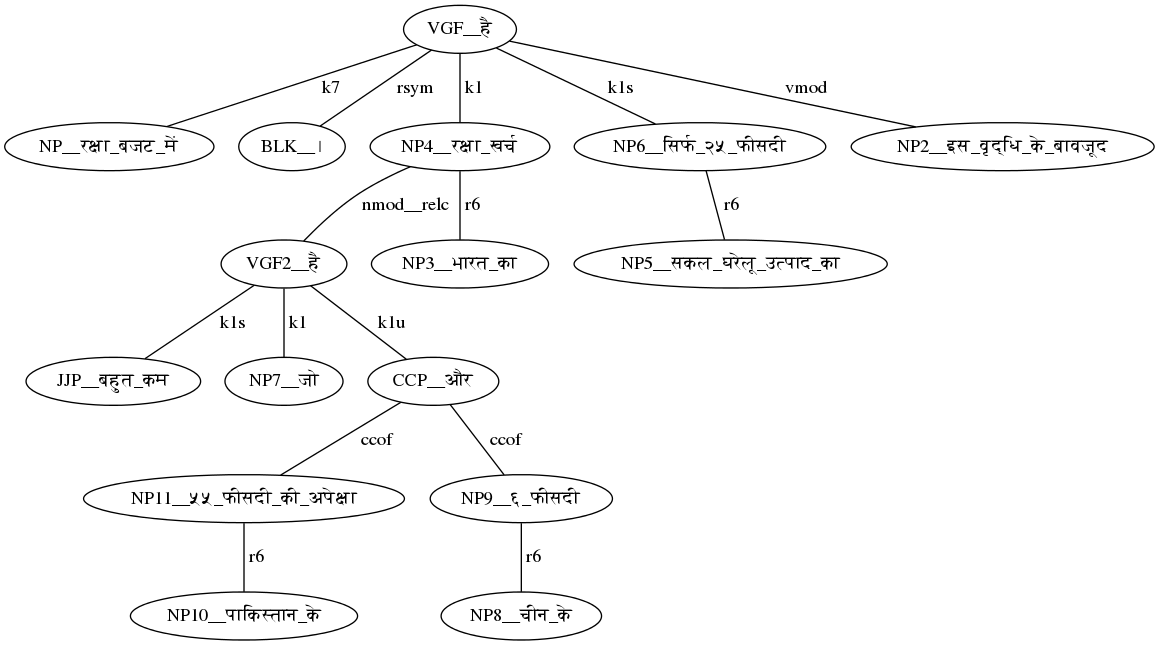 VGF__है
k7
rsym
k1
k1s
vmod
NP__रक्षा_बजट_में
BLK__।
NP4__रक्षा_खर्च
NP6__सिर्फ_२५_फीसदी
NP2__इस_वृद्धि_के_बावजूद
nmod__relc
r6
r6
VGF2__है
NP3__भारत_का
NP5__सकल_घरेलू_उत्पाद_का
k1s
k1
k1u
JJP__बहुत_कम
NP7__जो
CCP__और
ccof
ccof
NP11__५५_फीसदी_की_अपेक्षा
NP9__६_फीसदी
r6
r6
NP10__पाकिस्तान_के
NP8__चीन_के